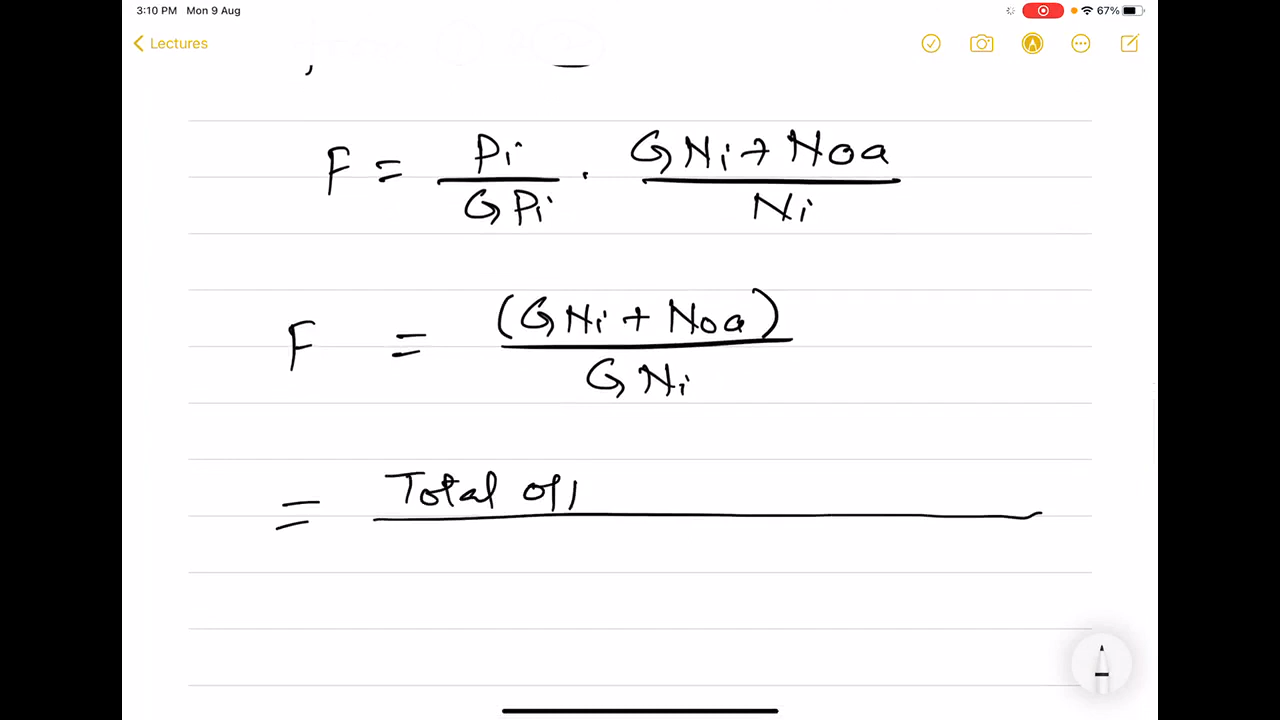 3:10 PM Mon 9 Aug 67%
Lectures
F = Pi / GPi . GNi + Noa / Ni
F = (GNi + Noa) / GNi
= Total o/